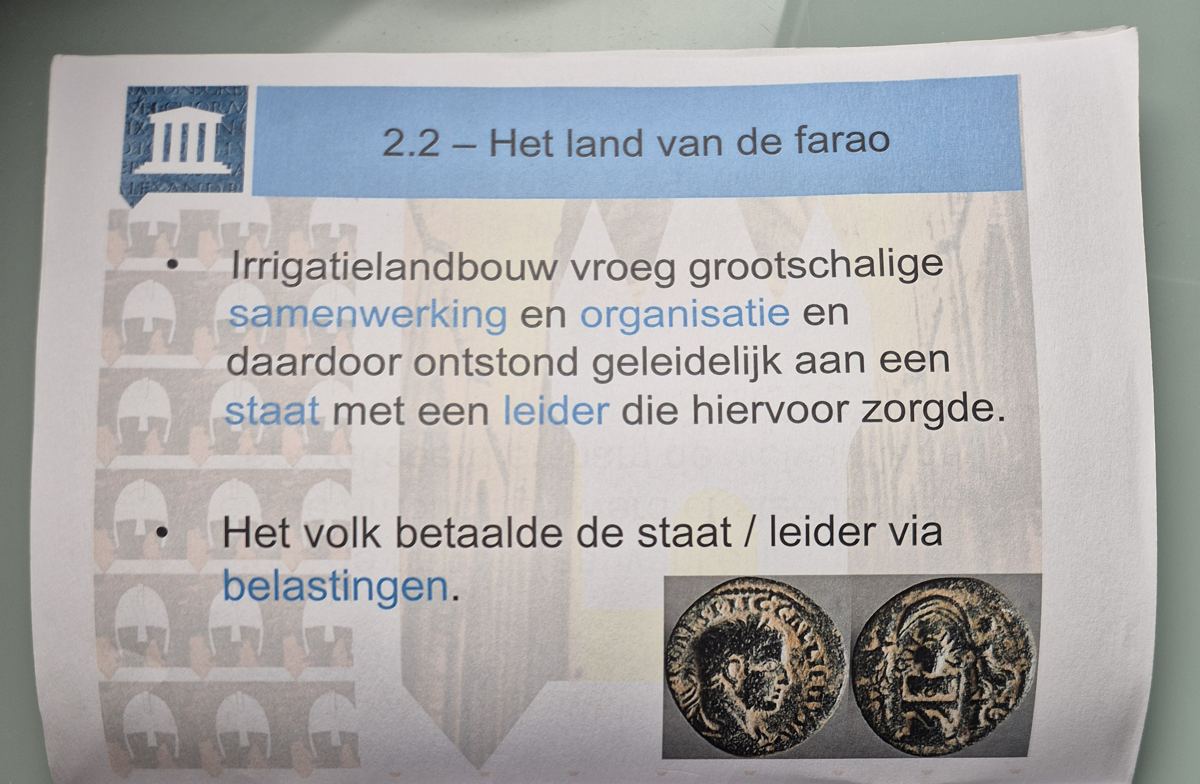 2.2 – Het land van de farao
• Irrigatielandbouw vroeg grootschalige
samenwerking en organisatie en
daardoor ontstond geleidelijk aan een
staat met een leider die hiervoor zorgde.
• Het volk betaalde de staat / leider via
belastingen.